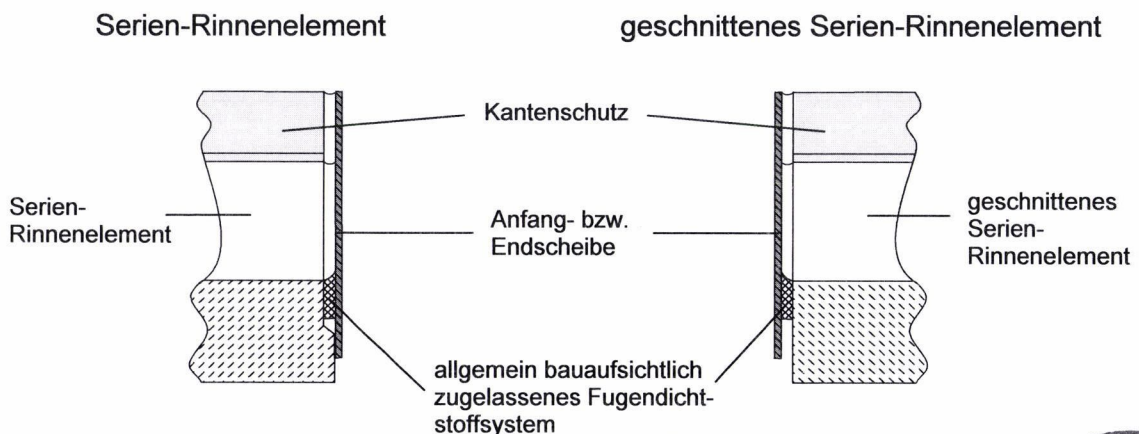 Serien-Rinnenelement
geschnittenes Serien-Rinnenelement
Kantenschutz
Serien-
Rinnenelement
Anfang- bzw.
Endscheibe
geschnittenes
Serien-
Rinnenelement
allgemein bauaufsichtlich
zugelassenes Fugendicht-
stoffsystem